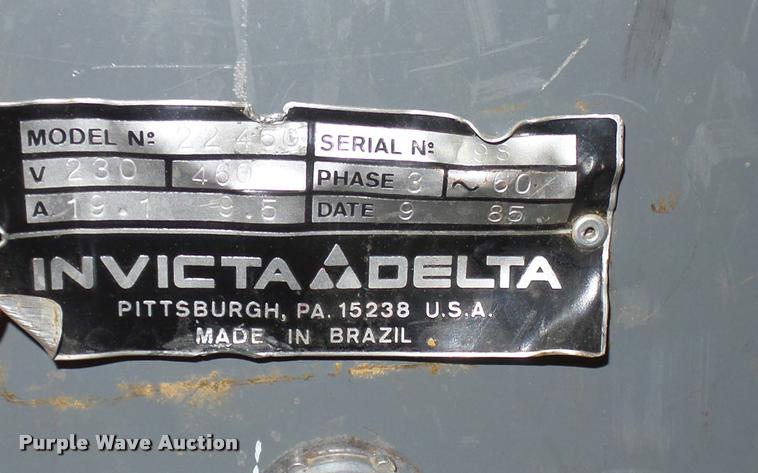 MODEL Nº 22460 SERIAL Nº 98
V 230 460 PHASE 3 ~ 60
A 19.1 9.5 DATE 9 85
INVICTA DELTA
PITTSBURGH, PA. 15238 U.S.A.
MADE IN BRAZIL
Purple Wave Auction